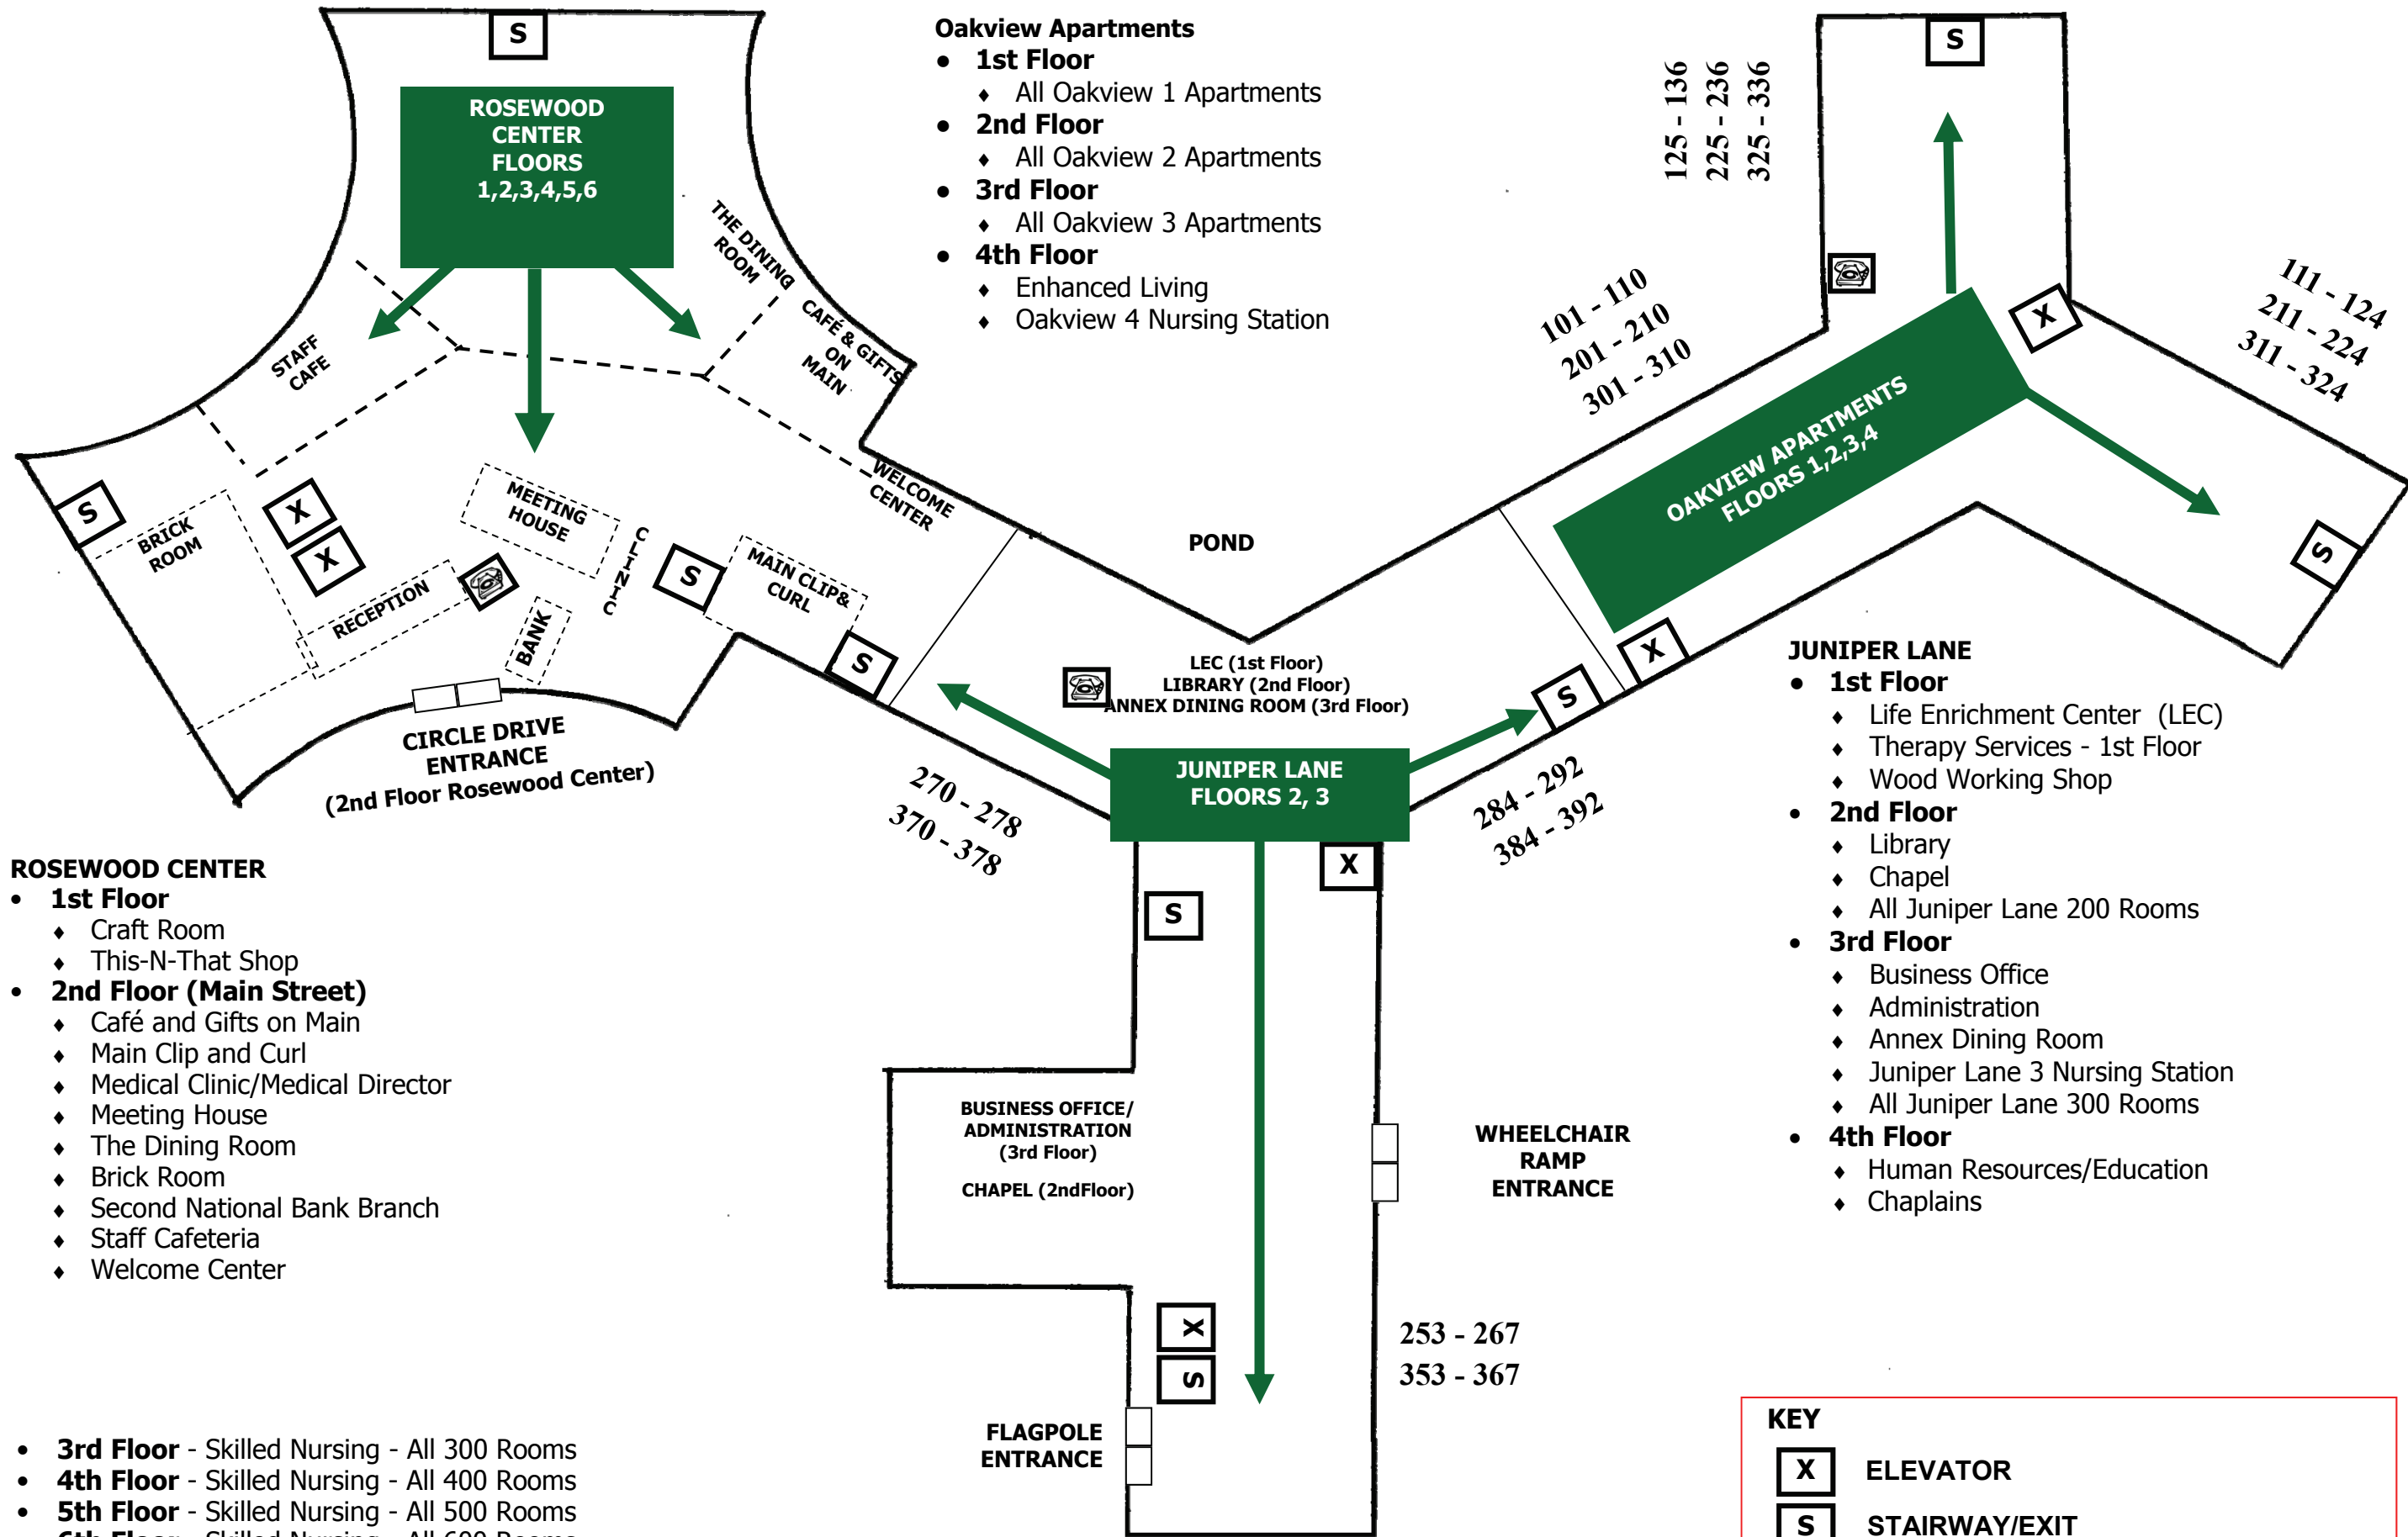 S
ROSEWOOD
CENTER
FLOORS
1,2,3,4,5,6
THE DINING
ROOM
CAFÉ & GIFTS
ON
MAIN
STAFF
CAFE
S
BRICK
ROOM
X
X
MEETING
HOUSE
CLINIC
RECEPTION
BANK
S
MAIN CLIP&
CURL
WELCOME
CENTER
S
CIRCLE DRIVE
ENTRANCE
(2nd Floor Rosewood Center)
Oakview Apartments
• 1st Floor
♦ All Oakview 1 Apartments
• 2nd Floor
♦ All Oakview 2 Apartments
• 3rd Floor
♦ All Oakview 3 Apartments
• 4th Floor
♦ Enhanced Living
♦ Oakview 4 Nursing Station
S
125 - 136
225 - 236
325 - 336
101 - 110
201 - 210
301 - 310
X
111 - 124
211 - 224
311 - 324
OAKVIEW APARTMENTS
FLOORS 1,2,3,4
S
POND
LEC (1st Floor)
LIBRARY (2nd Floor)
ANNEX DINING ROOM (3rd Floor)
S
X
JUNIPER LANE
FLOORS 2, 3
270 - 278
370 - 378
284 - 292
384 - 392
X
S
BUSINESS OFFICE/
ADMINISTRATION
(3rd Floor)
CHAPEL (2ndFloor)
WHEELCHAIR
RAMP
ENTRANCE
X
S
253 - 267
353 - 367
FLAGPOLE
ENTRANCE
JUNIPER LANE
• 1st Floor
♦ Life Enrichment Center (LEC)
♦ Therapy Services - 1st Floor
♦ Wood Working Shop
• 2nd Floor
♦ Library
♦ Chapel
♦ All Juniper Lane 200 Rooms
• 3rd Floor
♦ Business Office
♦ Administration
♦ Annex Dining Room
♦ Juniper Lane 3 Nursing Station
♦ All Juniper Lane 300 Rooms
• 4th Floor
♦ Human Resources/Education
♦ Chaplains
ROSEWOOD CENTER
• 1st Floor
♦ Craft Room
♦ This-N-That Shop
• 2nd Floor (Main Street)
♦ Café and Gifts on Main
♦ Main Clip and Curl
♦ Medical Clinic/Medical Director
♦ Meeting House
♦ The Dining Room
♦ Brick Room
♦ Second National Bank Branch
♦ Staff Cafeteria
♦ Welcome Center
• 3rd Floor - Skilled Nursing - All 300 Rooms
• 4th Floor - Skilled Nursing - All 400 Rooms
• 5th Floor - Skilled Nursing - All 500 Rooms
6th Floor - Skilled Nursing - All 600 Rooms
KEY
X ELEVATOR
S STAIRWAY/EXIT